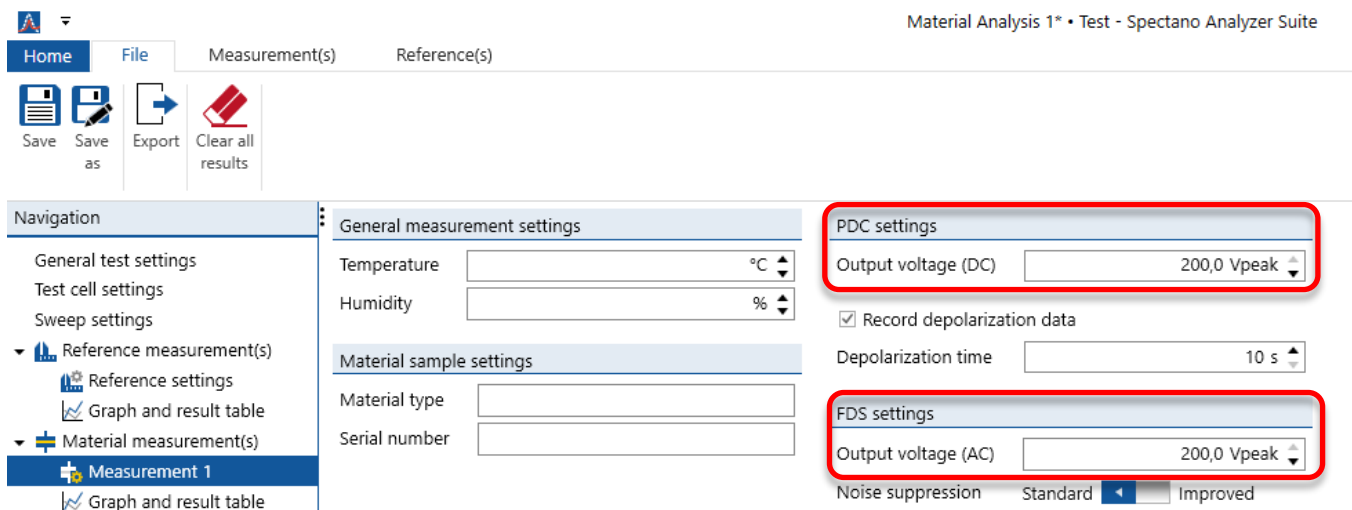 Material Analysis 1* • Test - Spectano Analyzer Suite
Home File Measurement(s) Reference(s)
Save Save as Export Clear all results
Navigation
General test settings
Test cell settings
Sweep settings
Reference measurement(s)
Reference settings
Graph and result table
Material measurement(s)
Measurement 1
Graph and result table
General measurement settings
Temperature °C
Humidity %
Material sample settings
Material type
Serial number
PDC settings
Output voltage (DC) 200,0 Vpeak
Record depolarization data
Depolarization time 10 s
FDS settings
Output voltage (AC) 200,0 Vpeak
Noise suppression Standard Improved